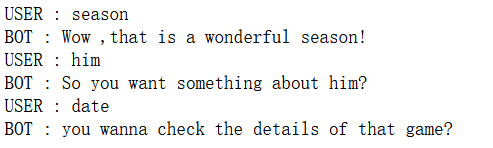 USER : season
BOT : Wow ,that is a wonderful season!
USER : him
BOT : So you want something about him?
USER : date
BOT : you wanna check the details of that game?